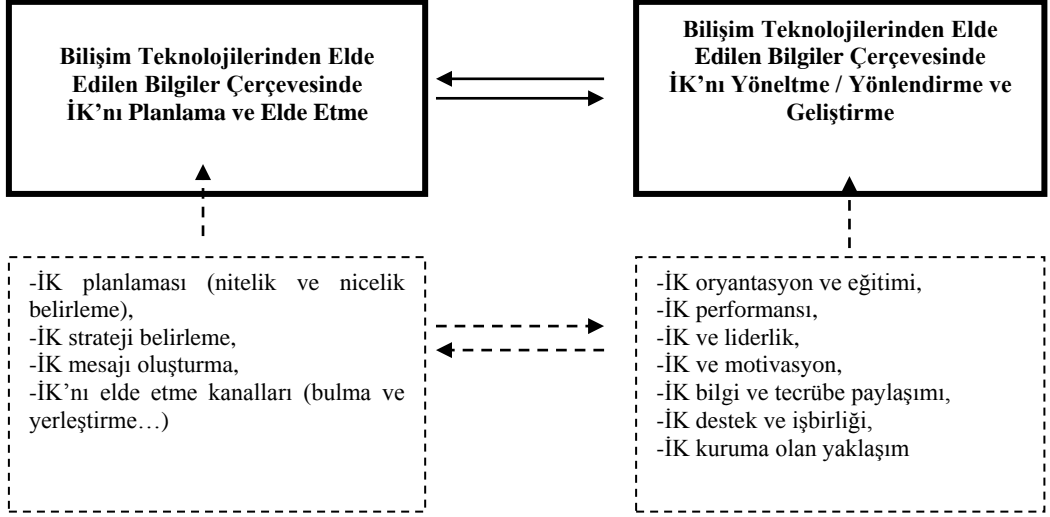 Bilişim Teknolojilerinden Elde
Edilen Bilgiler Çerçevesinde
İK’nı Planlama ve Elde Etme
Bilişim Teknolojilerinden Elde
Edilen Bilgiler Çerçevesinde
İK’nı Yöneltme / Yönlendirme ve
Geliştirme
-İK planlaması (nitelik ve nicelik
belirleme),
-İK strateji belirleme,
-İK mesajı oluşturma,
-İK’nı elde etme kanalları (bulma ve
yerleştirme…)
-İK oryantasyon ve eğitimi,
-İK performansı,
-İK ve liderlik,
-İK ve motivasyon,
-İK bilgi ve tecrübe paylaşımı,
-İK destek ve işbirliği,
-İK kuruma olan yaklaşım